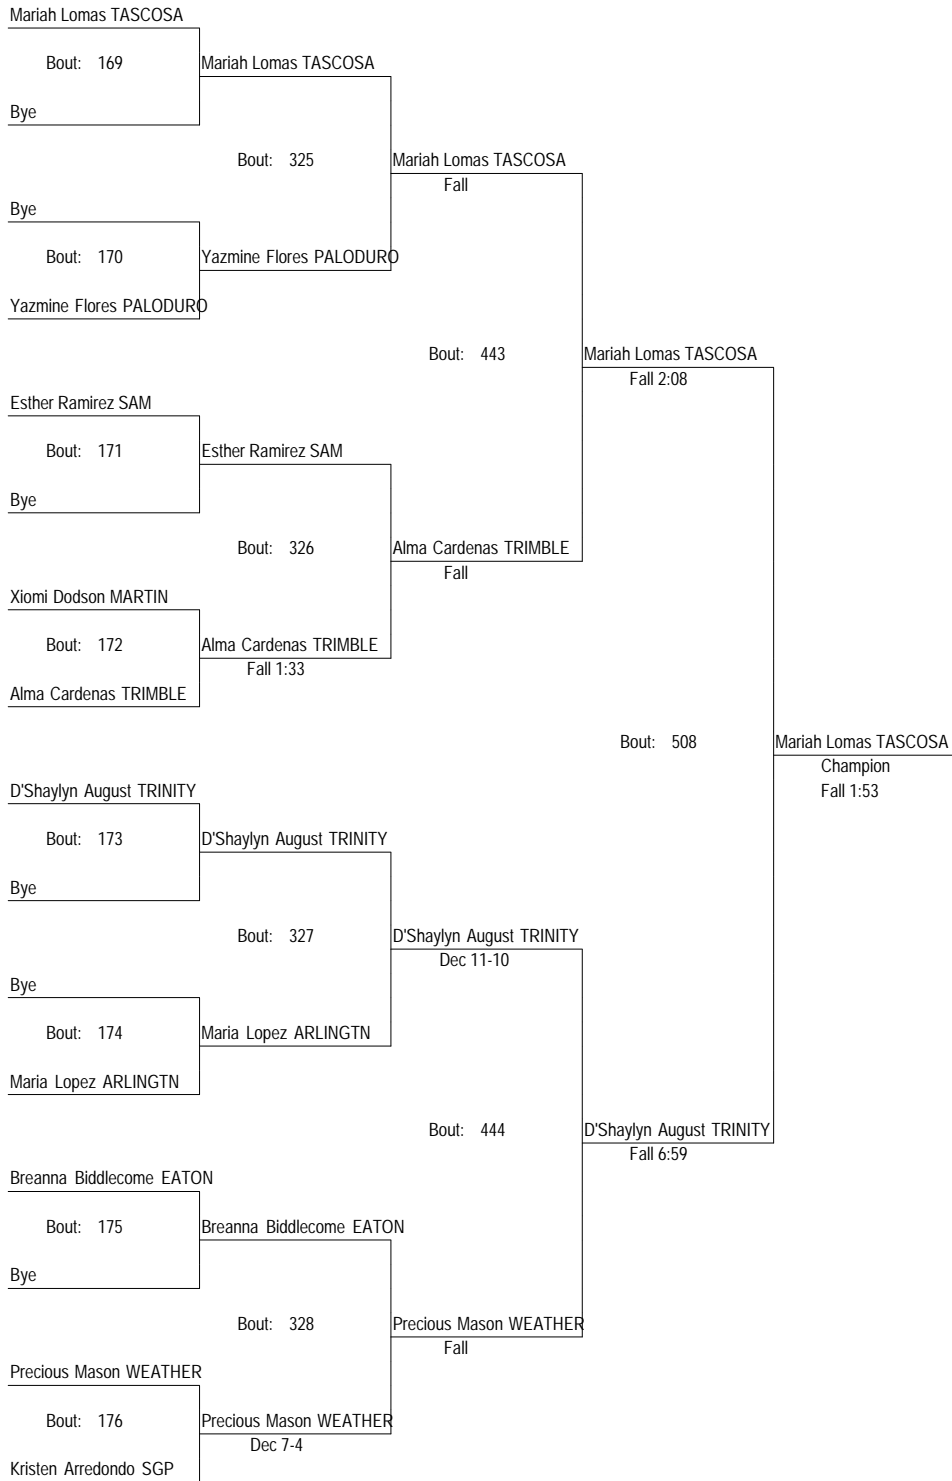 Mariah Lomas TASCOSA
Bout: 169
Mariah Lomas TASCOSA
Bye
Bout: 325
Mariah Lomas TASCOSA
Fall
Bye
Bout: 170
Yazmine Flores PALODURO
Yazmine Flores PALODURO
Bout: 443
Mariah Lomas TASCOSA
Fall 2:08
Esther Ramirez SAM
Bout: 171
Esther Ramirez SAM
Bye
Bout: 326
Alma Cardenas TRIMBLE
Fall
Xiomi Dodson MARTIN
Bout: 172
Alma Cardenas TRIMBLE
Fall 1:33
Alma Cardenas TRIMBLE
Bout: 508
Mariah Lomas TASCOSA
Champion
Fall 1:53
D'Shaylyn August TRINITY
Bout: 173
D'Shaylyn August TRINITY
Bye
Bout: 327
D'Shaylyn August TRINITY
Dec 11-10
Bye
Bout: 174
Maria Lopez ARLINGTN
Maria Lopez ARLINGTN
Bout: 444
D'Shaylyn August TRINITY
Fall 6:59
Breanna Biddlecome EATON
Bout: 175
Breanna Biddlecome EATON
Bye
Bout: 328
Precious Mason WEATHER
Fall
Precious Mason WEATHER
Bout: 176
Precious Mason WEATHER
Dec 7-4
Kristen Arredondo SGP